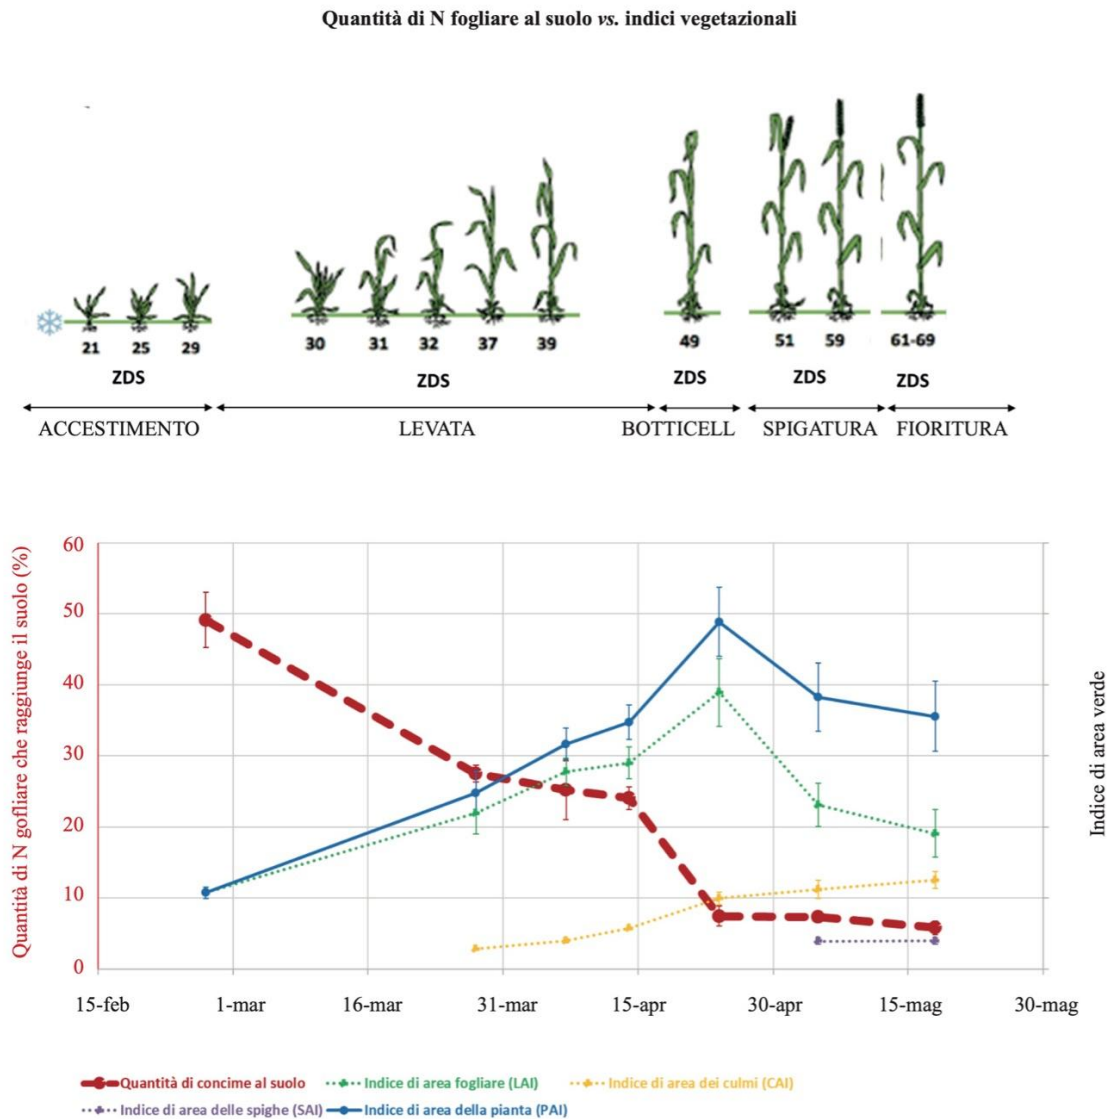 Quantità di N fogliare al suolo vs. indici vegetazionali
21 25 29 30 31 32 37 39 49 51 59 61-69
ZDS ZDS ZDS ZDS ZDS
ACCESTIMENTO LEVATA BOTTICELL SPIGATURA FIORITURA
Quantità di N gofliare che raggiunge il suolo (%)
60
50
40
30
20
10
0
Indice di area verde
15-feb 1-mar 16-mar 31-mar 15-apr 30-apr 15-mag 30-mag
Quantità di concime al suolo Indice di area fogliare (LAI) Indice di area dei culmi (CAI)
Indice di area delle spighe (SAI) Indice di area della pianta (PAI)